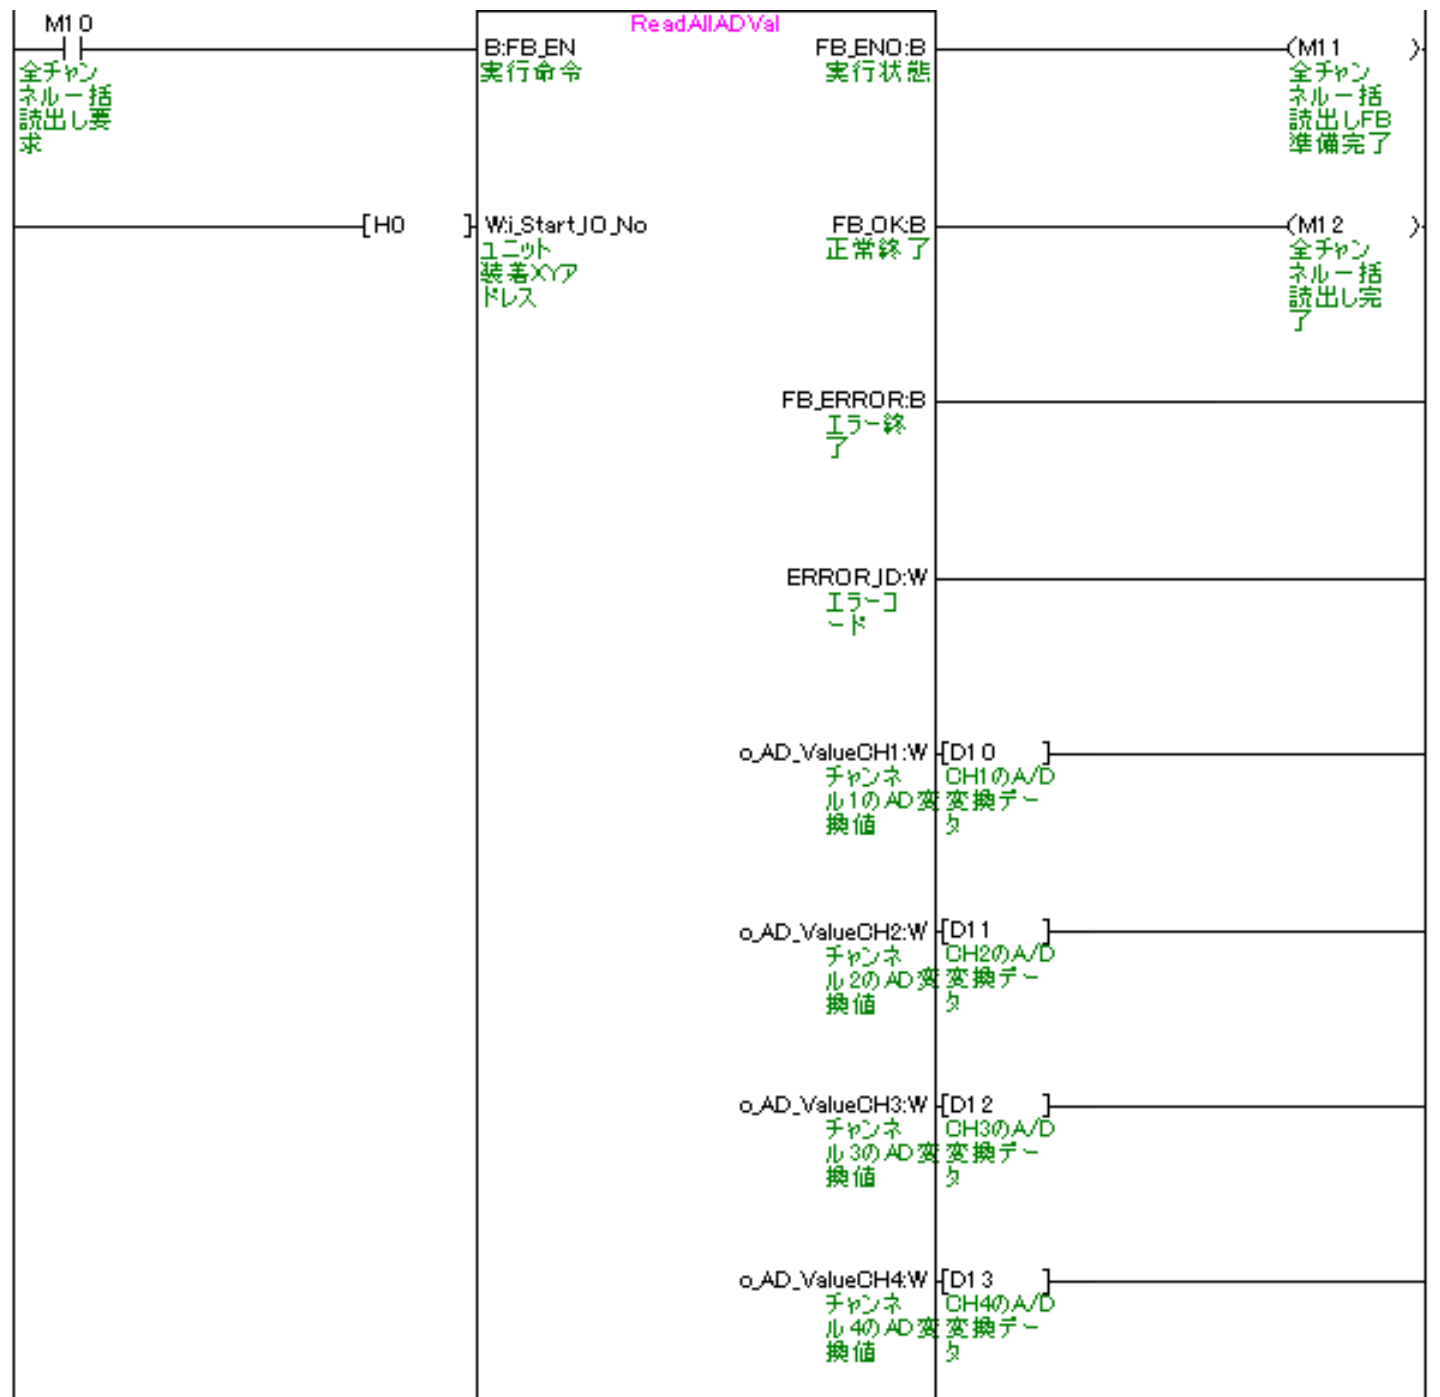 M10
ReadAllADVal
B:FB_EN
FB_ENO:B
(M11 )
全チャン
ネル一括
読出し要
求
実行命令
実行状態
全チャン
ネル一括
読出しFB
準備完了
[H0 ]
W:i_Start_IO_No
FB_OK:B
(M12 )
ユニット
装着XYア
ドレス
正常終了
全チャン
ネル一括
読出し完
了
FB_ERROR:B
エラー終
了
ERROR_ID:W
エラーコ
ード
o_AD_ValueCH1:W
[D10 ]
チャンネ
ル1のAD変
換値
CH1のA/D
変換デー
タ
o_AD_ValueCH2:W
[D11 ]
チャンネ
ル2のAD変
換値
CH2のA/D
変換デー
タ
o_AD_ValueCH3:W
[D12 ]
チャンネ
ル3のAD変
換値
CH3のA/D
変換デー
タ
o_AD_ValueCH4:W
[D13 ]
チャンネ
ル4のAD変
換値
CH4のA/D
変換デー
タ